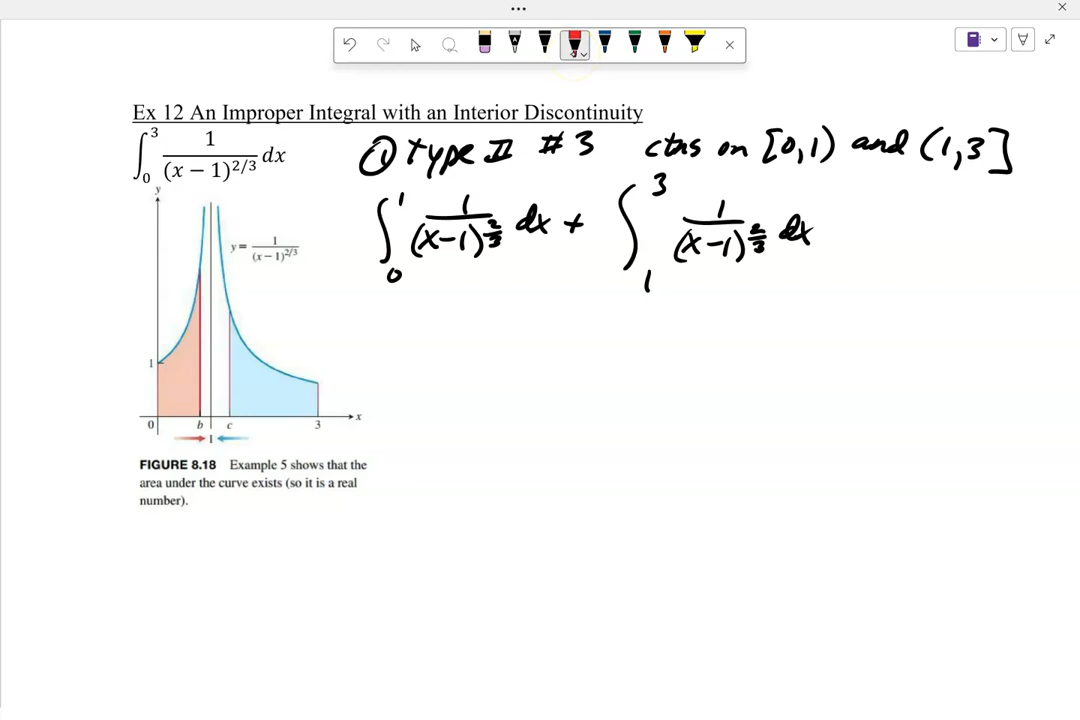 Ex 12 An Improper Integral with an Interior Discontinuity
∫₀³ 1/(x − 1)^{2/3} dx
① Type II #3 ctns on [0,1) and (1,3]
∫₀¹ 1/(x-1)^{2/3} dx + ∫₁³ 1/(x-1)^{2/3} dx
y
y = 1/(x − 1)^{2/3}
1
0 b c 3 x
1
FIGURE 8.18 Example 5 shows that the
area under the curve exists (so it is a real
number).